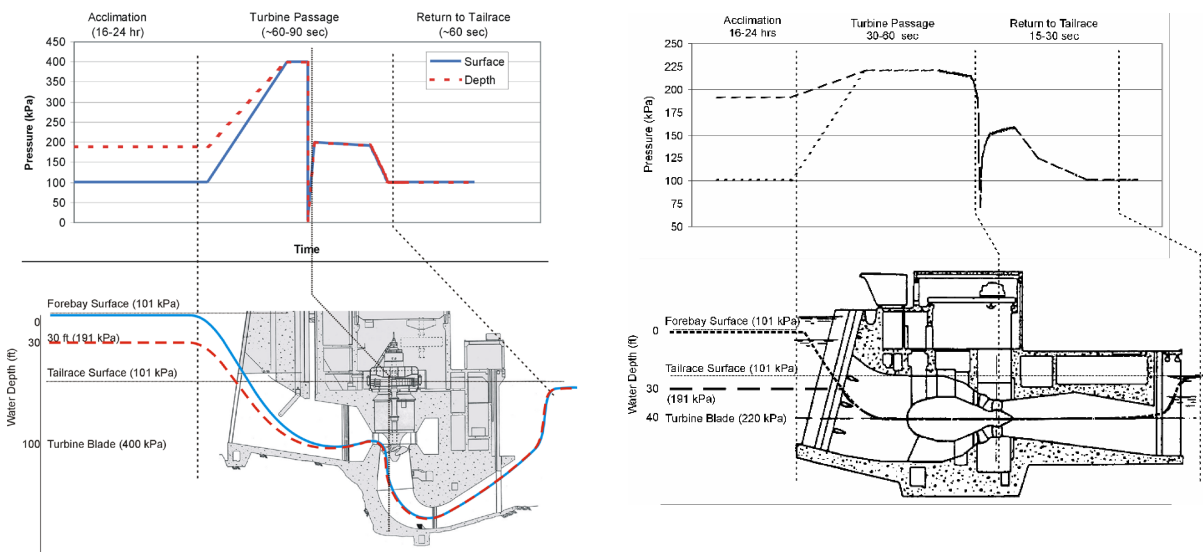 Acclimation
(16-24 hr)
Turbine Passage
(~60-90 sec)
Return to Tailrace
(~60 sec)
450
400
350
300
250
200
150
100
50
0
Pressure (kPa)
Surface
Depth
Time
Forebay Surface (101 kPa)
0
30 ft (191 kPa)
30
Tailrace Surface (101 kPa)
100
Turbine Blade (400 kPa)
Water Depth (ft)
Acclimation
16-24 hrs
Turbine Passage
30-60 sec
Return to Tailrace
15-30 sec
250
225
200
175
150
125
100
75
50
Pressure (kPa)
Forebay Surface (101 kPa)
0
Tailrace Surface (101 kPa)
30
(191 kPa)
40
Turbine Blade (220 kPa)
Water Depth (ft)